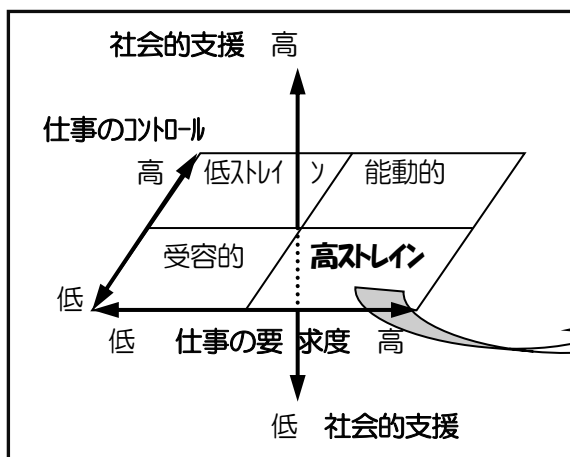 社会的支援 高
仕事のコントロール
高 低ストレイン 能動的
受容的 高ストレイン
低
低 仕事の要求度 高
低 社会的支援